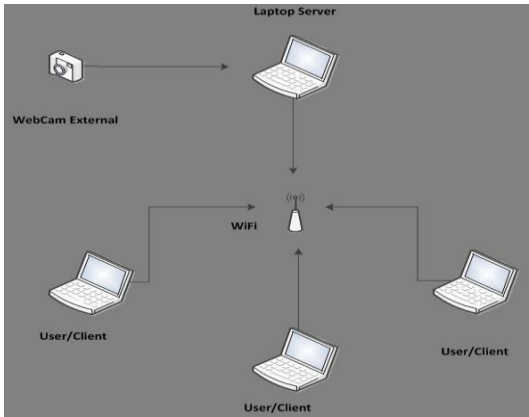 Laptop Server
WebCam External
WiFi
User/Client
User/Client
User/Client